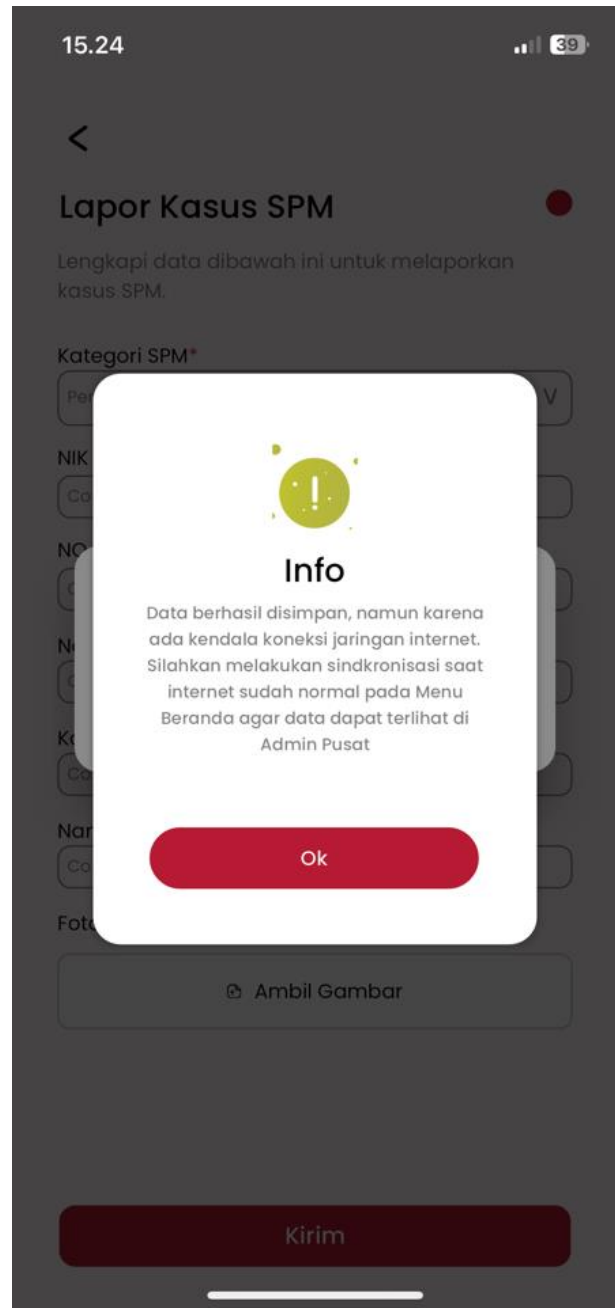 15.24
39
Lapor Kasus SPM
Lengkapi data dibawah ini untuk melaporkan
kasus SPM.
Kategori SPM*
V
NIK
Info
Data berhasil disimpan, namun karena
ada kendala koneksi jaringan internet.
Silahkan melakukan sindkronisasi saat
internet sudah normal pada Menu
Beranda agar data dapat terlihat di
Admin Pusat
Ok
Ambil Gambar
Kirim